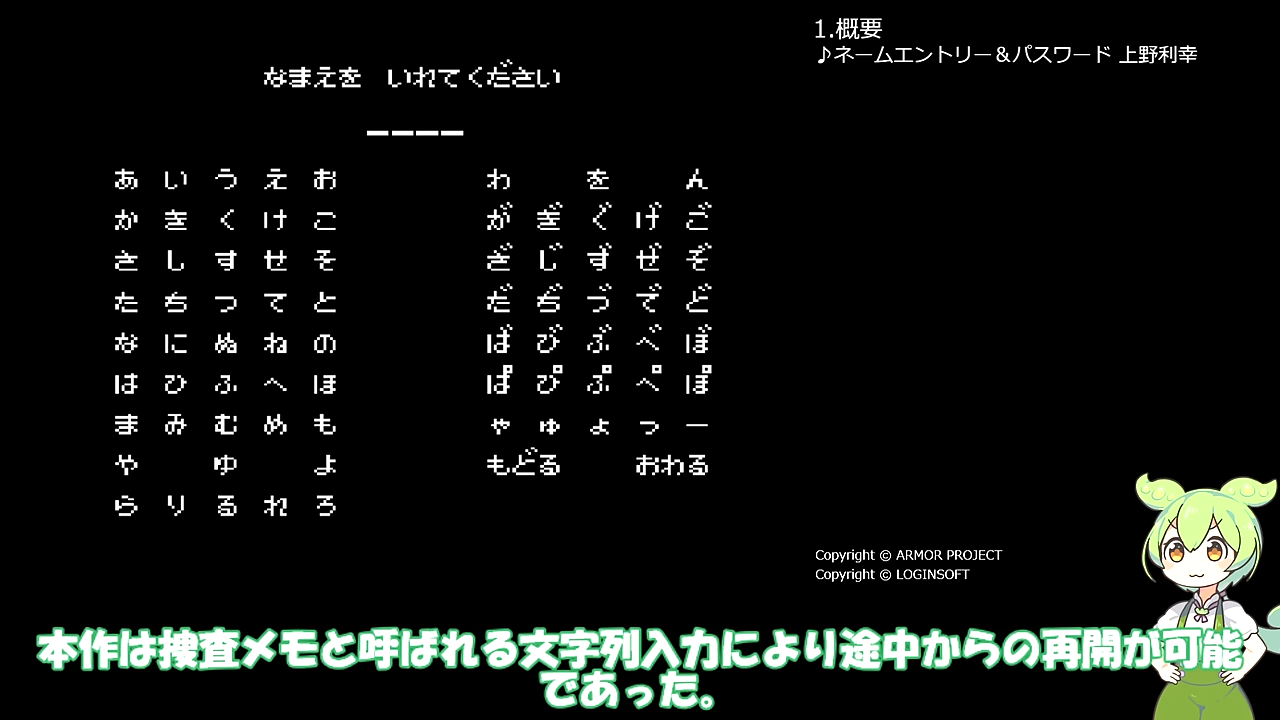 1.概要
♪ネームエントリー＆パスワード 上野利幸
なまえを いれてください
ーーーー
あ い う え お わ を ん
か き く け こ が ぎ ぐ げ ご
さ し す せ そ ざ じ ず ぜ ぞ
た ち つ て と だ ぢ づ で ど
な に ぬ ね の ば び ぶ べ ぼ
は ひ ふ へ ほ ぱ ぴ ぷ ぺ ぽ
ま み む め も ゃ ゅ ょ っ ー
や ゆ よ もどる おわる
ら り る れ ろ
Copyright © ARMOR PROJECT
Copyright © LOGINSOFT
本作は捜査メモと呼ばれる文字列入力により途中からの再開が可能
であった。